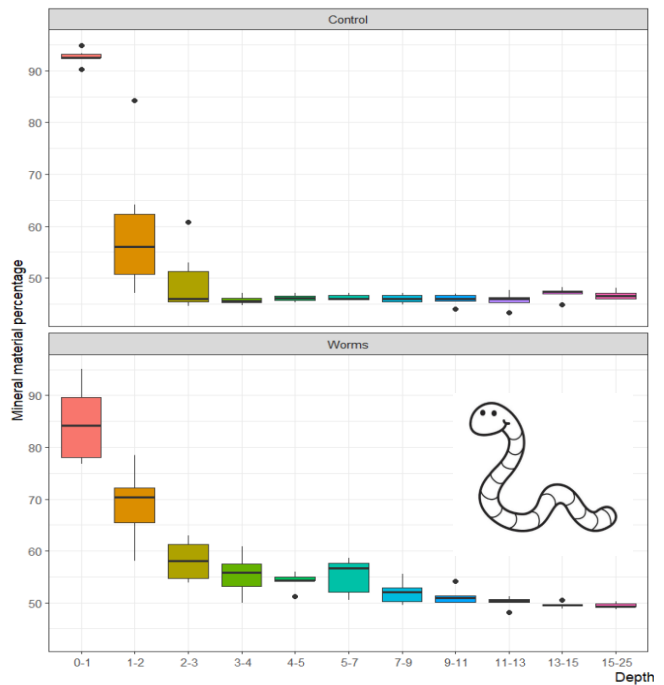 Control
90
80
70
60
50
Mineral material percentage
Worms
90
80
70
60
50
0-1 1-2 2-3 3-4 4-5 5-7 7-9 9-11 11-13 13-15 15-25
Depth